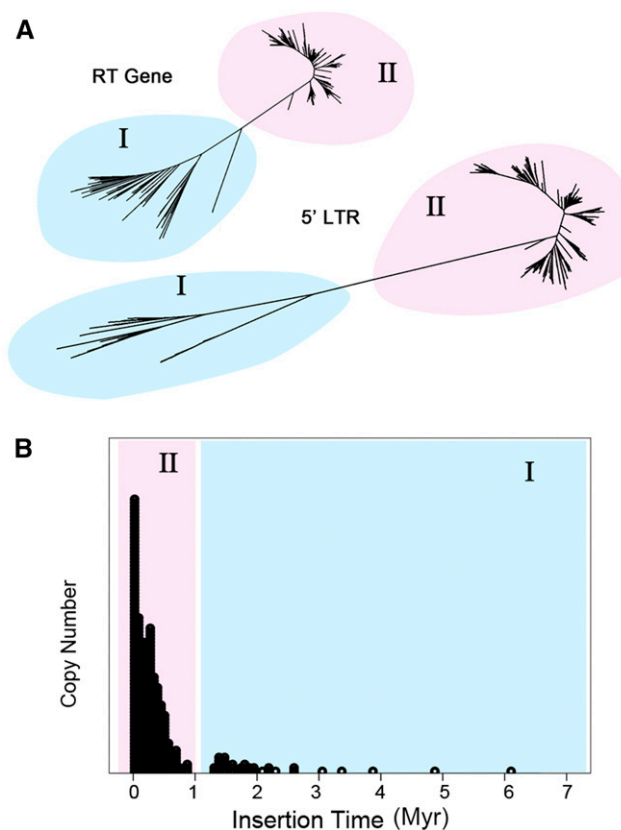 A
RT Gene
II
I
5' LTR
II
I
B
II
I
Copy Number
0 1 2 3 4 5 6 7
Insertion Time (Myr)